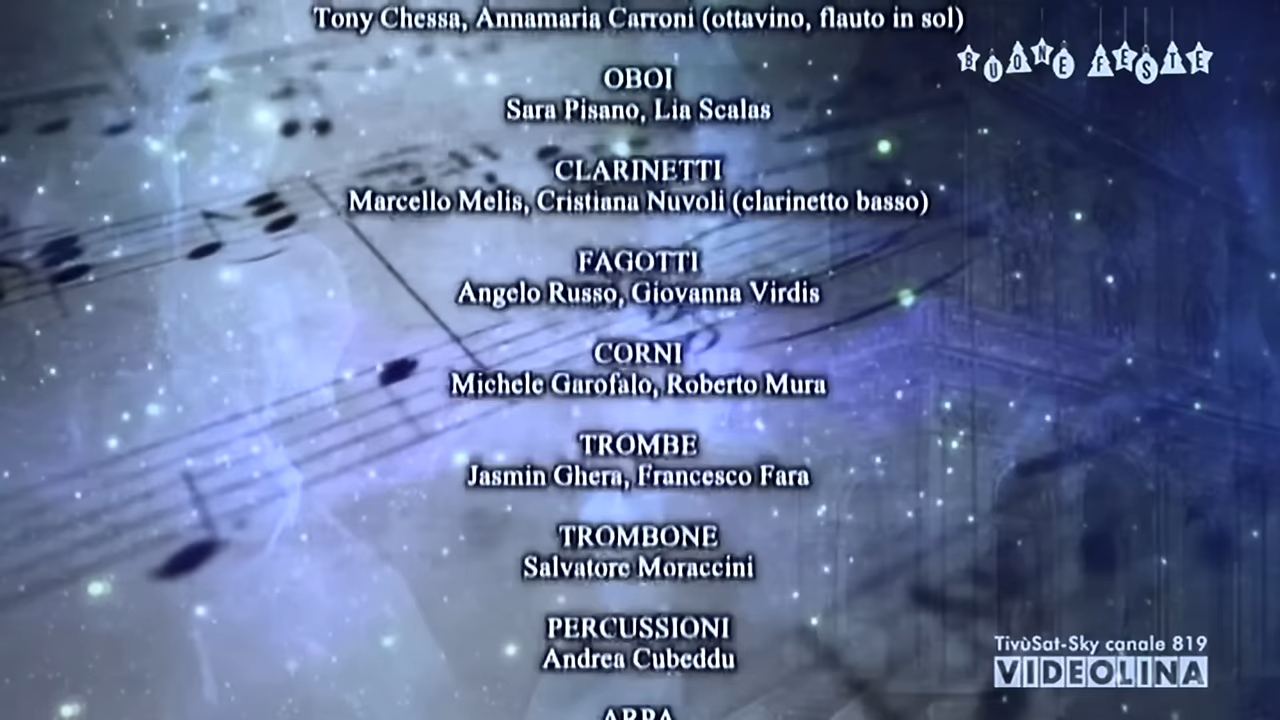 Tony Chessa, Annamaria Carroni (ottavino, flauto in sol)
BUONE FESTE
OBOI
Sara Pisano, Lia Scalas
CLARINETTI
Marcello Melis, Cristiana Nuvoli (clarinetto basso)
FAGOTTI
Angelo Russo, Giovanna Virdis
CORNI
Michele Garofalo, Roberto Mura
TROMBE
Jasmin Ghera, Francesco Fara
TROMBONE
Salvatore Moraccini
PERCUSSIONI
Andrea Cubeddu
TivùSat-Sky canale 819
VIDEOLINA
ARPA